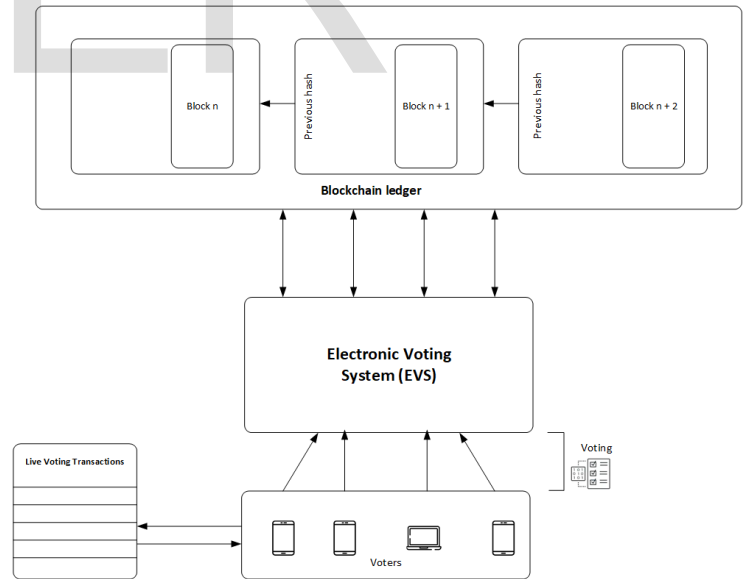 Block n
Previous hash
Block n + 1
Previous hash
Block n + 2
Blockchain ledger
Electronic Voting
System (EVS)
Live Voting Transactions
Voting
Voters